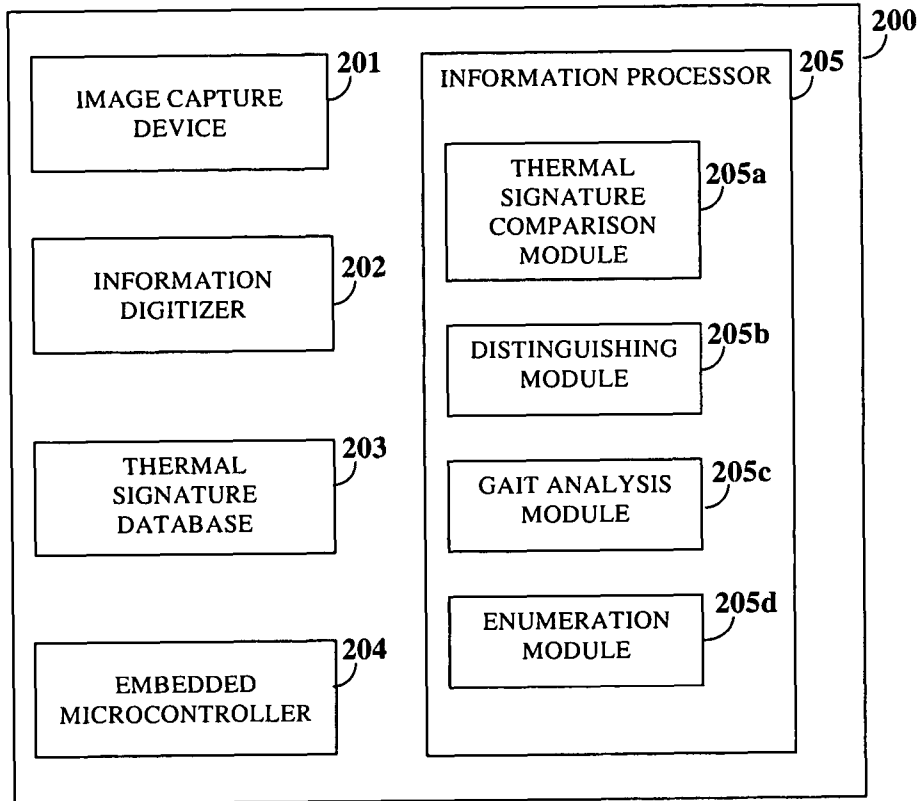 200
201
IMAGE CAPTURE
DEVICE
202
INFORMATION
DIGITIZER
203
THERMAL
SIGNATURE
DATABASE
204
EMBEDDED
MICROCONTROLLER
INFORMATION PROCESSOR
205
THERMAL
SIGNATURE
COMPARISON
MODULE
205a
DISTINGUISHING
MODULE
205b
GAIT ANALYSIS
MODULE
205c
ENUMERATION
MODULE
205d